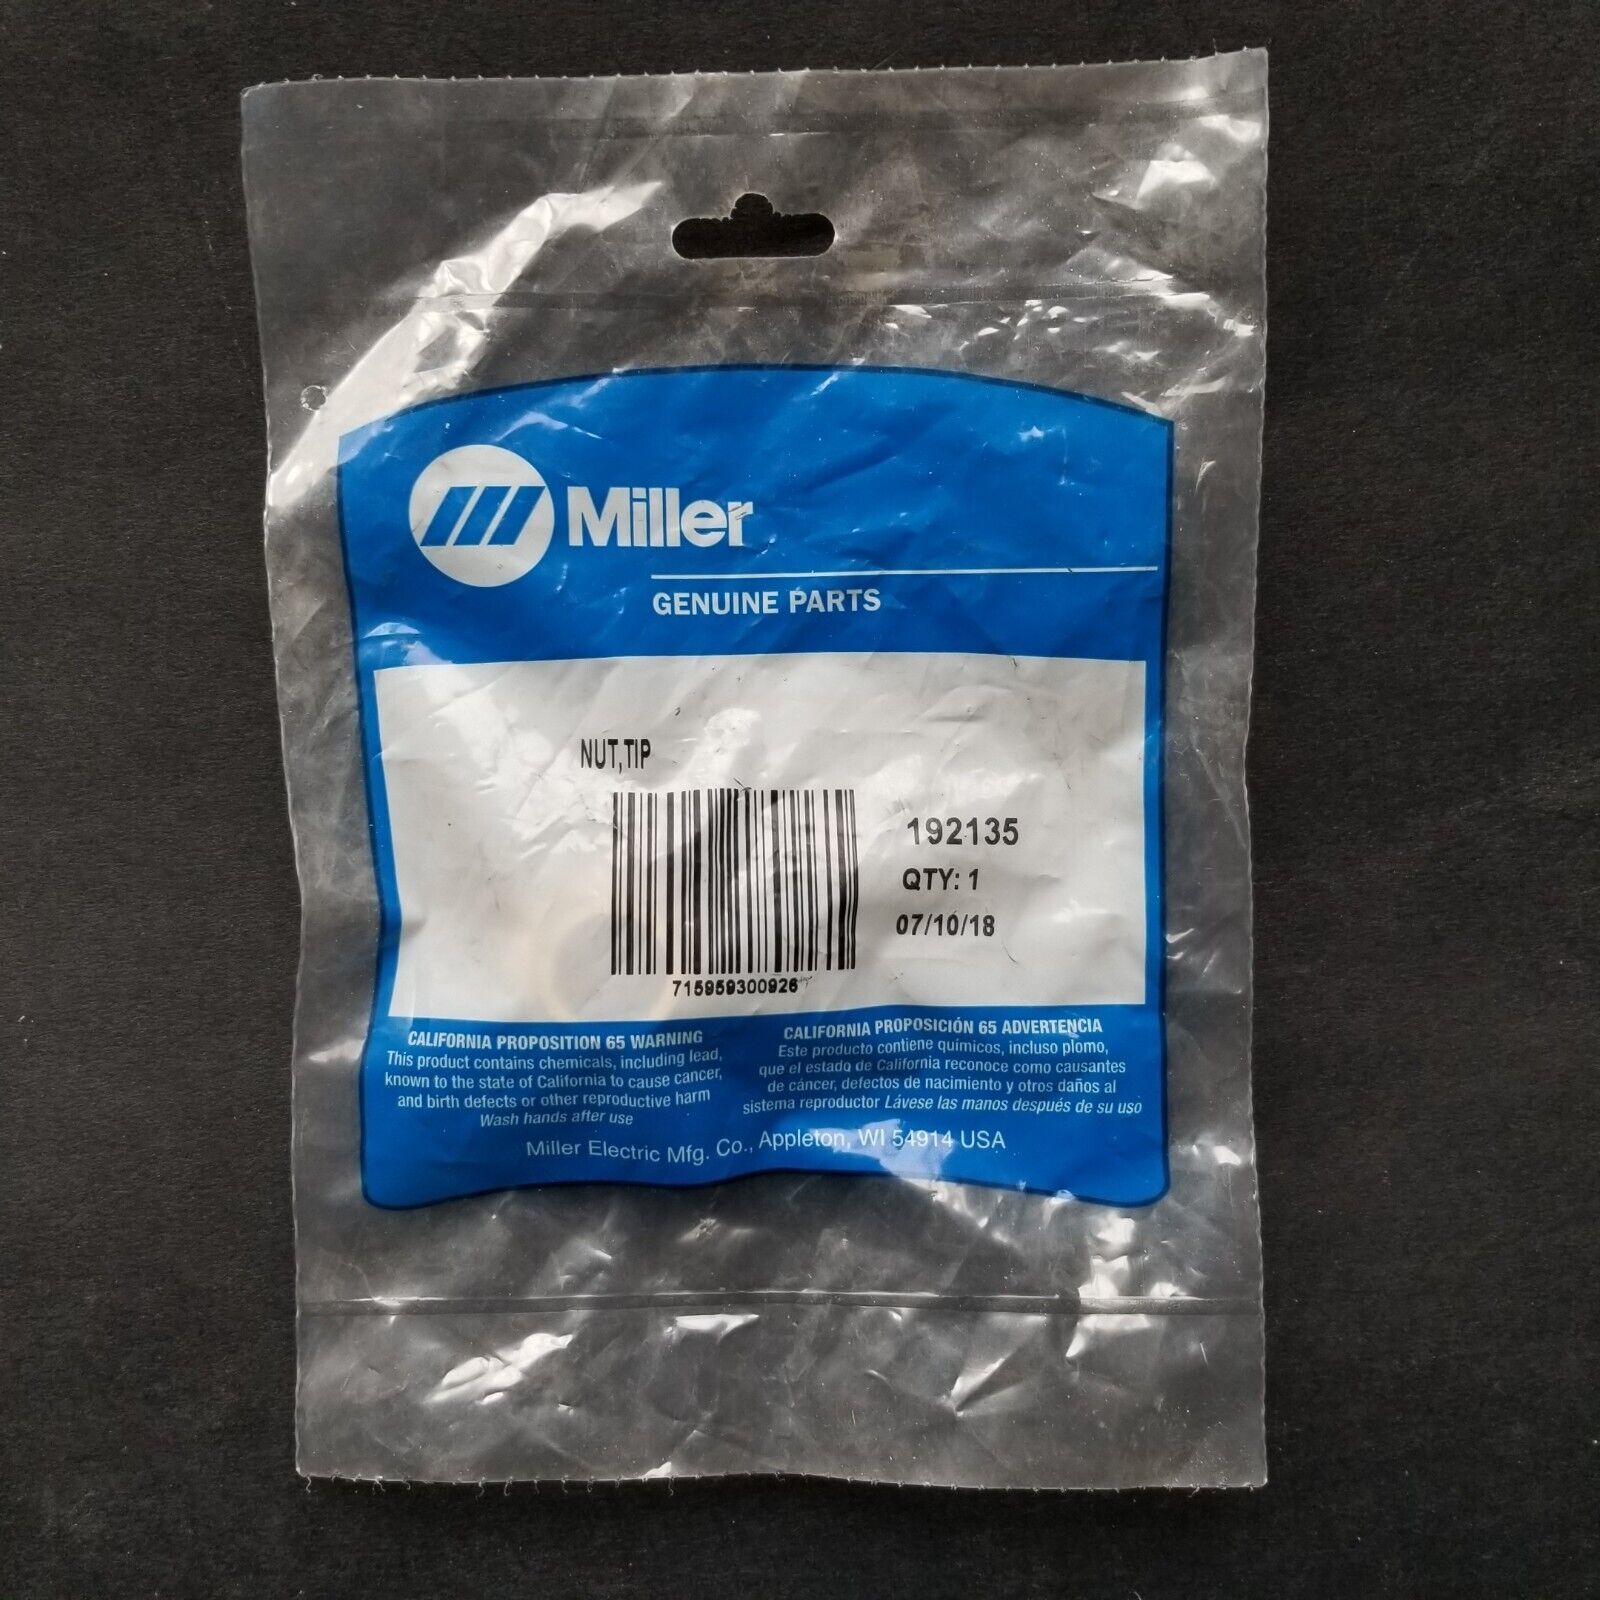 Miller
GENUINE PARTS
NUT,TIP
192135
QTY: 1
07/10/18
715959300926
CALIFORNIA PROPOSITION 65 WARNING
This product contains chemicals, including lead,
known to the state of California to cause cancer,
and birth defects or other reproductive harm
Wash hands after use
CALIFORNIA PROPOSICIÓN 65 ADVERTENCIA
Este producto contiene químicos, incluso plomo,
que el estado de California reconoce como causantes
de cáncer, defectos de nacimiento y otros daños al
sistema reproductor Lávese las manos después de su uso
Miller Electric Mfg. Co., Appleton, WI 54914 USA